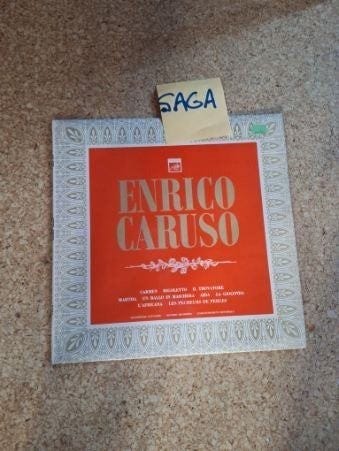 SAGA
ENRICO
CARUSO
CARMEN RIGOLETTO IL TROVATORE
MARTHA UN BALLO IN MASCHERA AIDA LA GIOCONDA
L'AFRICANA LES PECHEURS DE PERLES